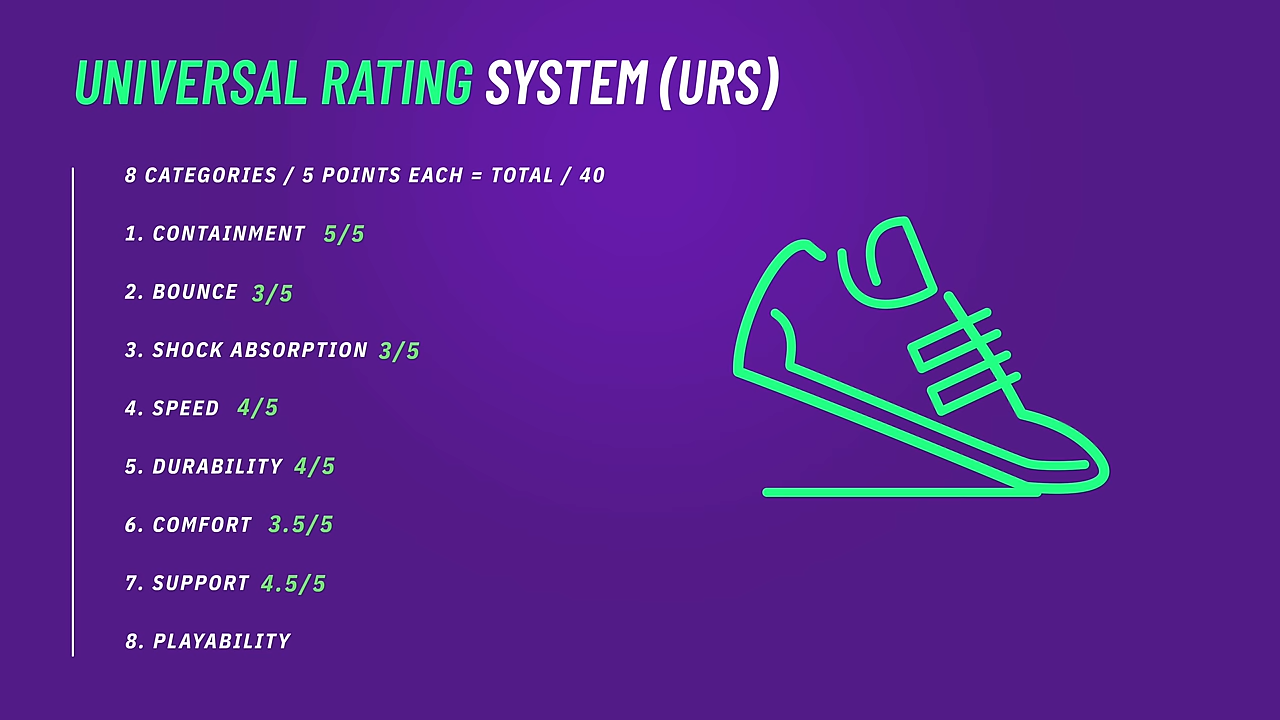 UNIVERSAL RATING SYSTEM (URS)
8 CATEGORIES / 5 POINTS EACH = TOTAL / 40
1. CONTAINMENT 5/5
2. BOUNCE 3/5
3. SHOCK ABSORPTION 3/5
4. SPEED 4/5
5. DURABILITY 4/5
6. COMFORT 3.5/5
7. SUPPORT 4.5/5
8. PLAYABILITY